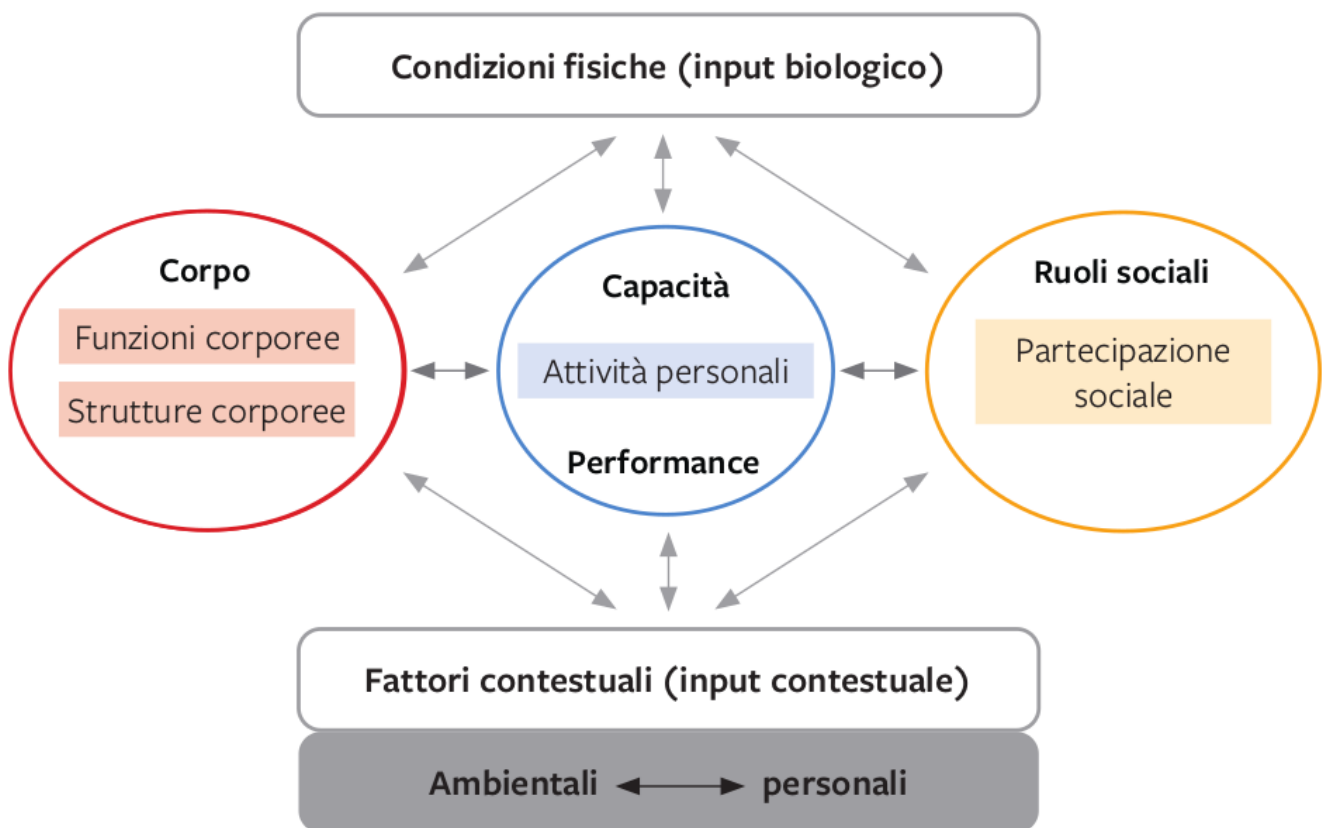 Condizioni fisiche (input biologico)
Corpo
Funzioni corporee
Strutture corporee
Capacità
Attività personali
Performance
Ruoli sociali
Partecipazione
sociale
Fattori contestuali (input contestuale)
Ambientali personali